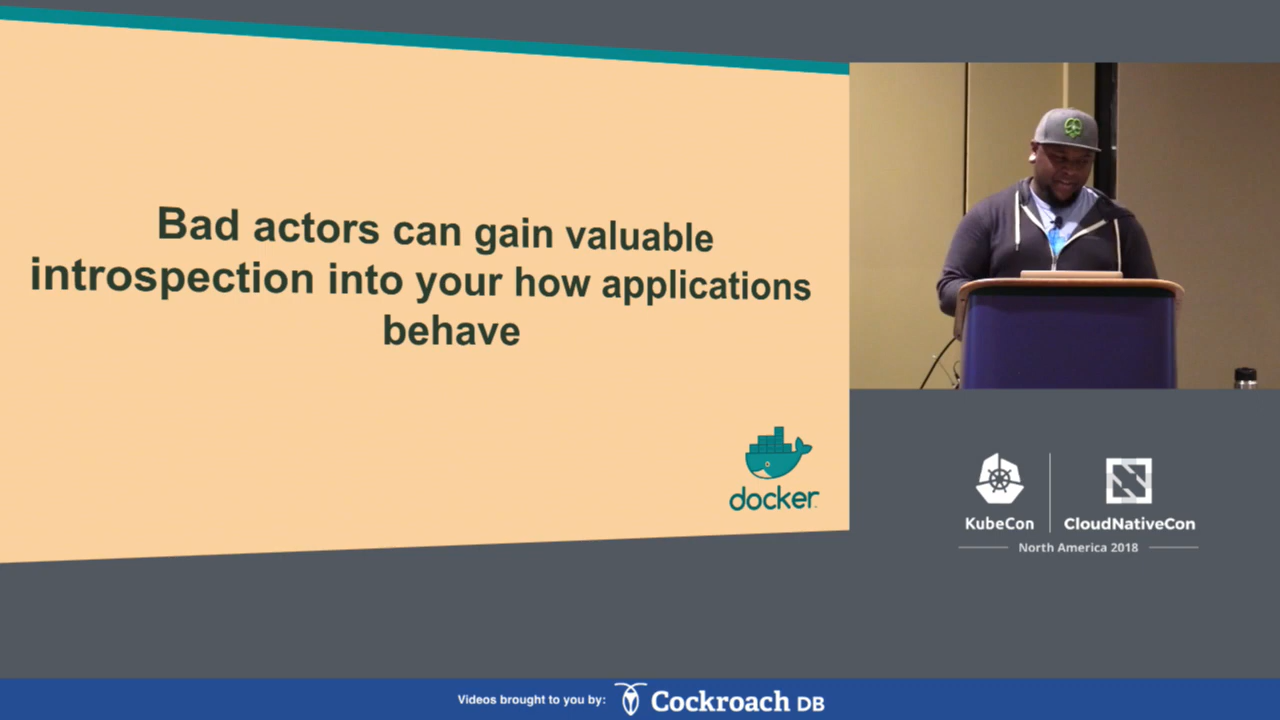 Bad actors can gain valuable
introspection into your how applications
behave
docker
KubeCon
CloudNativeCon
North America 2018
Videos brought to you by:
Cockroach DB